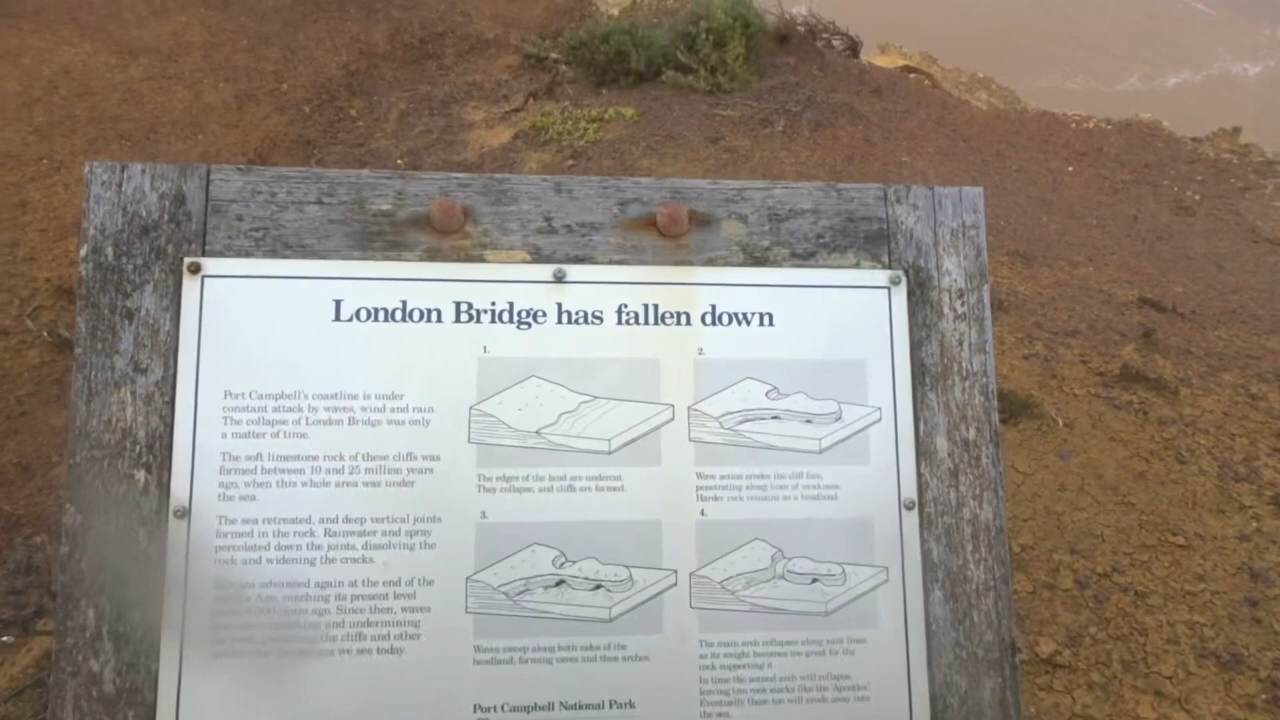 London Bridge has fallen down
Port Campbell's coastline is under
constant attack by waves, wind and rain.
The collapse of London Bridge was only
a matter of time.
The soft limestone rock of these cliffs was
formed between 10 and 25 million years
ago, when this whole area was under
the sea.
The sea retreated, and deep vertical joints
formed in the rock. Rainwater and spray
percolated down the joints, dissolving the
rock and widening the cracks.
advanced again at the end of the
Age, reaching its present level
ago. Since then, waves
and undermining
the cliffs and other
we see today.
1.
The edges of the land are undercut.
They collapse, and cliffs are formed.
2.
Wave action erodes the cliff face,
penetrating along lines of weakness.
Harder rock remains as a headland.
3.
Waves sweep along both sides of the
headland, forming caves and then arches.
4.
The main arch collapses along joint lines
as its weight becomes too great for the
rock supporting it.
In time the second arch will collapse,
leaving two rock stacks like the 'Apostles'.
Eventually these too will erode away into
the sea.
Port Campbell National Park